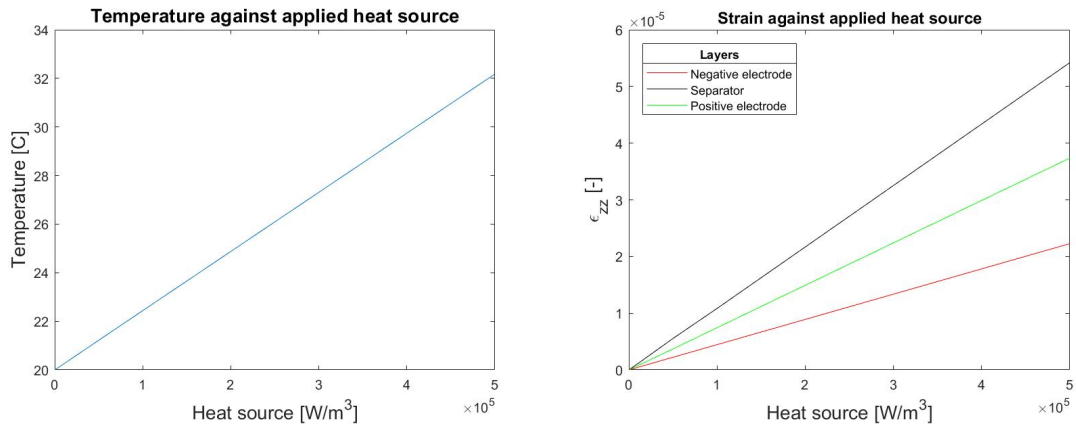 Temperature against applied heat source
34
32
30
28
26
24
22
20
Temperature [C]
0 1 2 3 4 5
×10^5
Heat source [W/m^3]
Strain against applied heat source
×10^-5
6
5
4
3
2
1
0
ϵ_zz [-]
Layers
Negative electrode
Separator
Positive electrode
0 1 2 3 4 5
×10^5
Heat source [W/m^3]